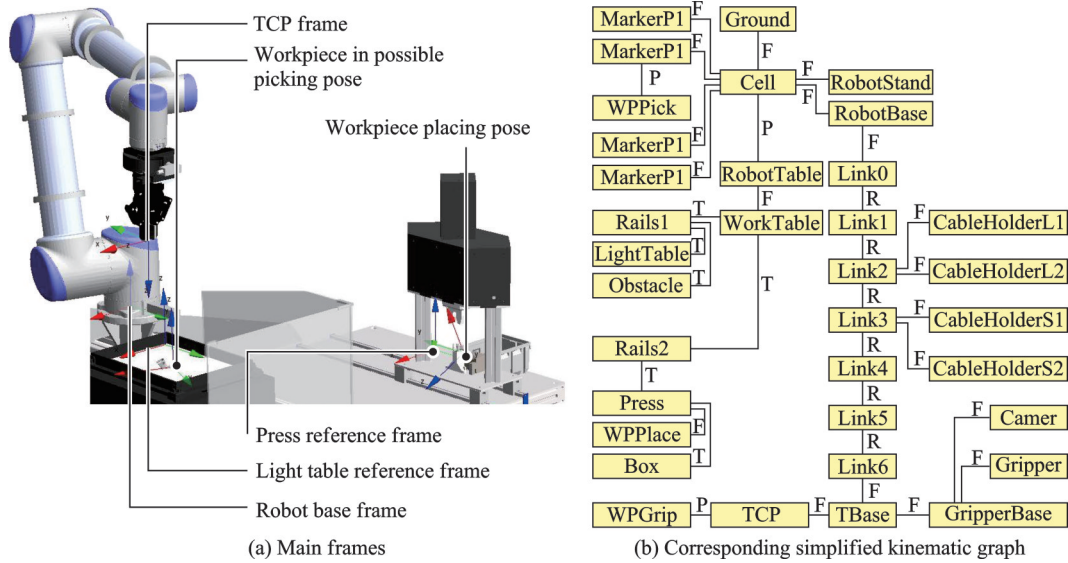 TCP frame
Workpiece in possible
picking pose
Workpiece placing pose
y
x
z
z
z
y
z
Press reference frame
Light table reference frame
Robot base frame
(a) Main frames
MarkerP1
F
Ground
MarkerP1
F
F
P
Cell
F
RobotStand
WPPick
F
RobotBase
P
F
MarkerP1
F
MarkerP1
F
RobotTable
Link0
F
R
Rails1
T
WorkTable
Link1
F
CableHolderL1
LightTable
T
R
Obstacle
T
T
Link2
F
CableHolderL2
R
Link3
F
CableHolderS1
Rails2
R
F
T
Link4
CableHolderS2
Press
R
WPPlace
F
Link5
F
Camer
Box
T
R
Link6
F
Gripper
F
WPGrip
P
TCP
F
TBase
F
GripperBase
(b) Corresponding simplified kinematic graph